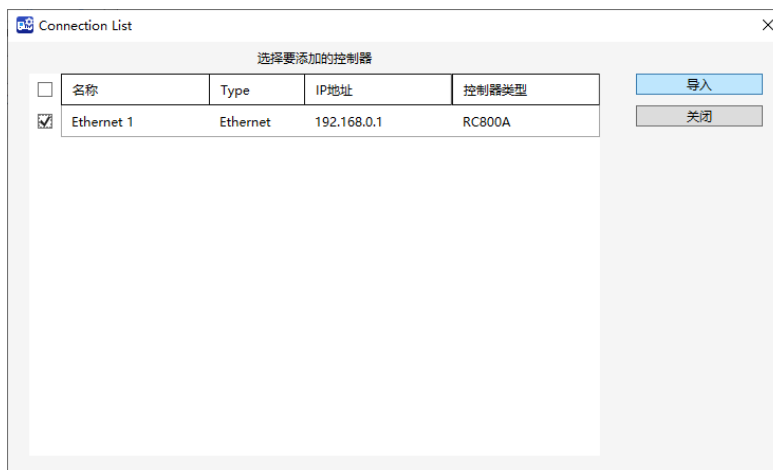 Connection List
选择要添加的控制器
名称 Type IP地址 控制器类型 导入
Ethernet 1 Ethernet 192.168.0.1 RC800A 关闭